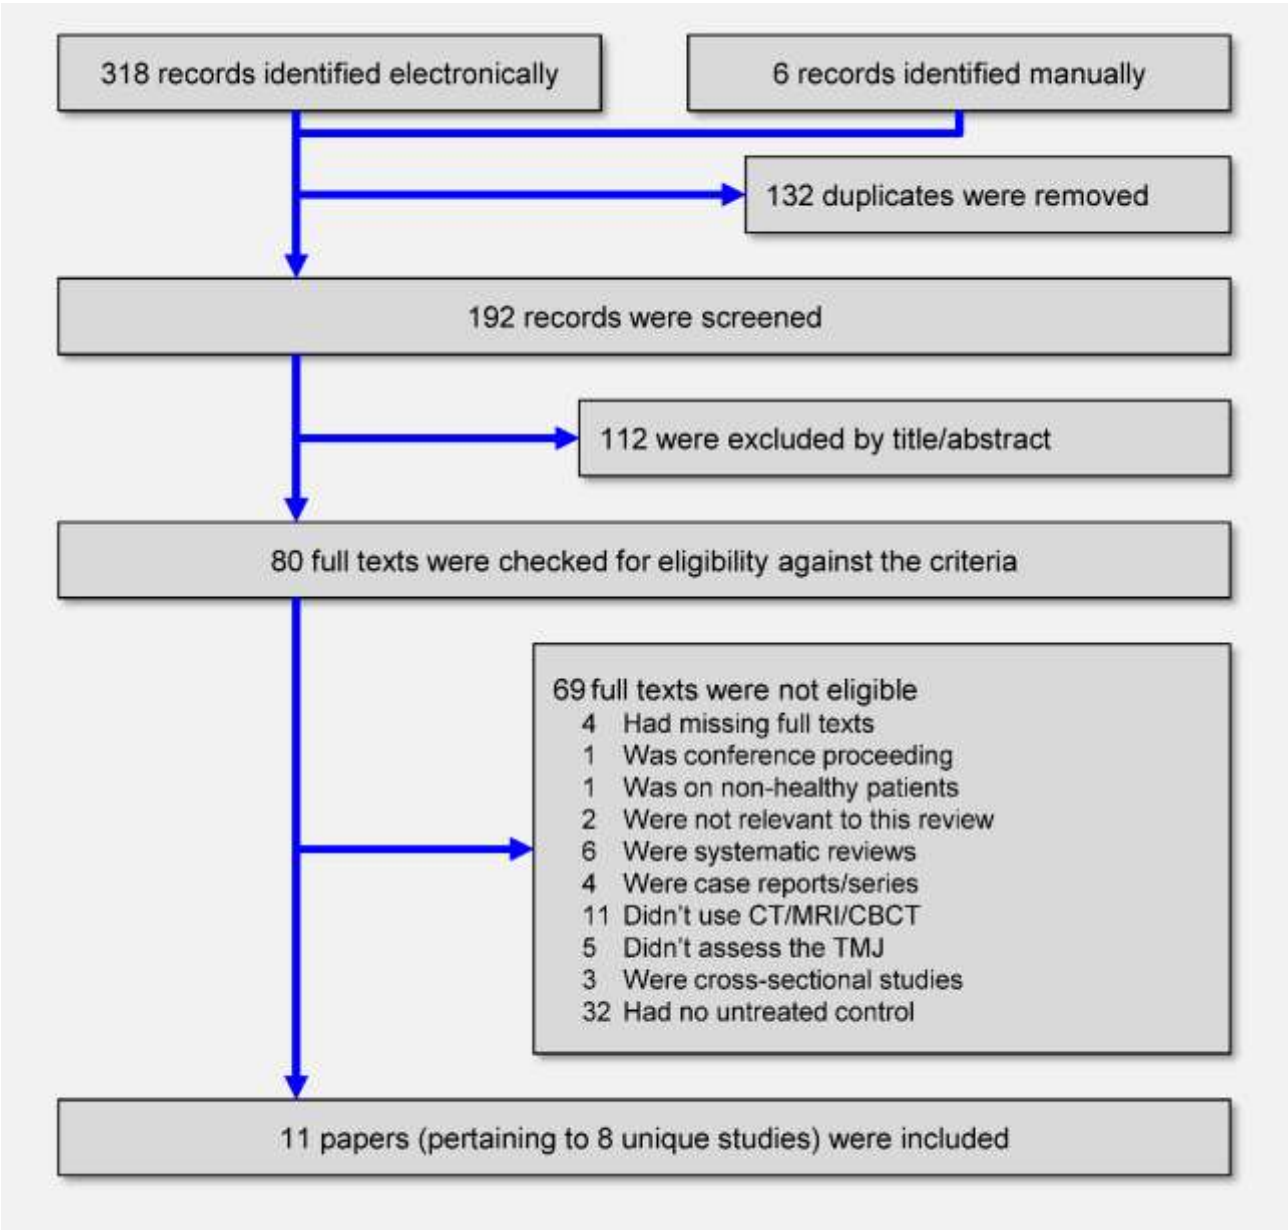 318 records identified electronically
6 records identified manually
132 duplicates were removed
192 records were screened
112 were excluded by title/abstract
80 full texts were checked for eligibility against the criteria
69 full texts were not eligible
4 Had missing full texts
1 Was conference proceeding
1 Was on non-healthy patients
2 Were not relevant to this review
6 Were systematic reviews
4 Were case reports/series
11 Didn't use CT/MRI/CBCT
5 Didn't assess the TMJ
3 Were cross-sectional studies
32 Had no untreated control
11 papers (pertaining to 8 unique studies) were included